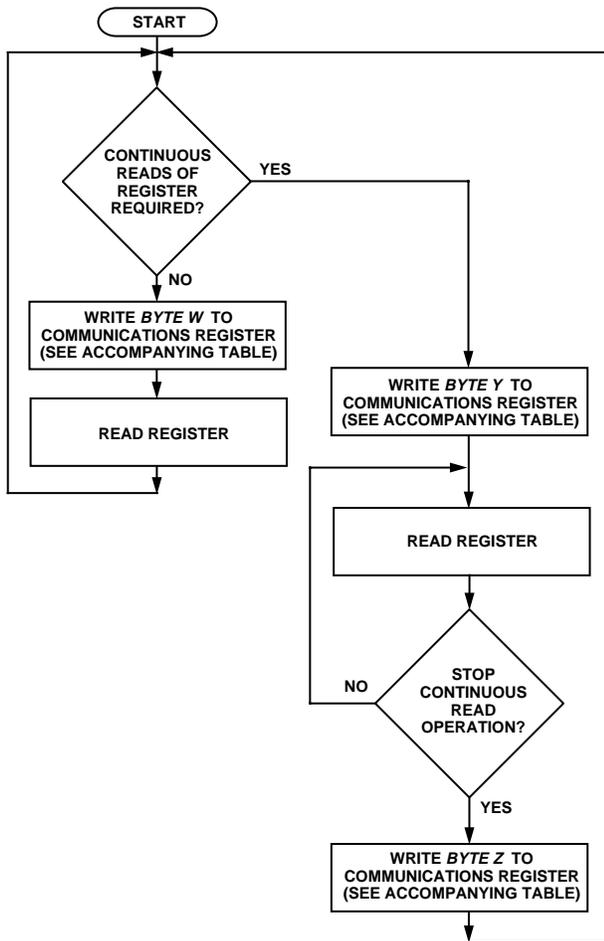 START
CONTINUOUS
READS OF
REGISTER
REQUIRED?
YES
NO
WRITE BYTE W TO
COMMUNICATIONS REGISTER
(SEE ACCOMPANYING TABLE)
READ REGISTER
WRITE BYTE Y TO
COMMUNICATIONS REGISTER
(SEE ACCOMPANYING TABLE)
READ REGISTER
STOP
CONTINUOUS
READ
OPERATION?
NO
YES
WRITE BYTE Z TO
COMMUNICATIONS REGISTER
(SEE ACCOMPANYING TABLE)